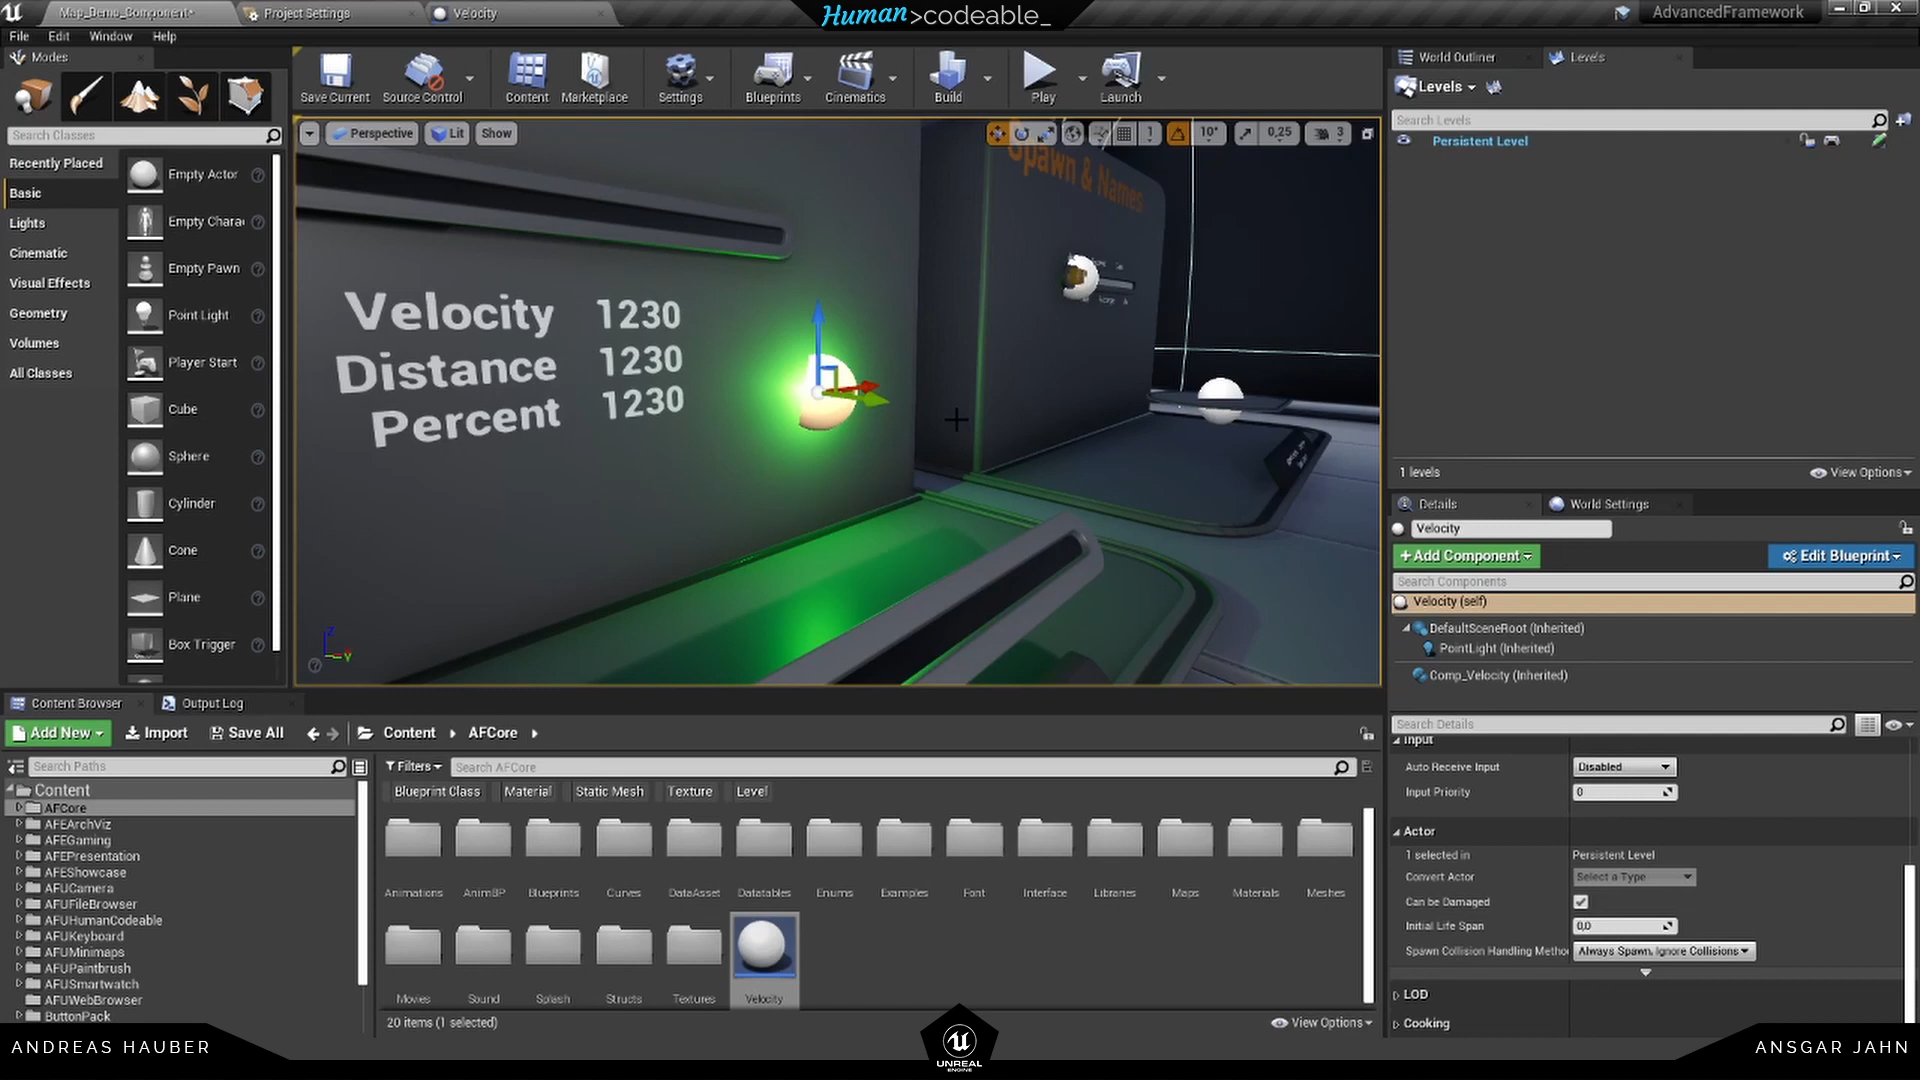 Map_Demo_Component*
Project Settings
Velocity
Human>codeable_
AdvancedFramework
File Edit Window Help
Modes
Save Current
Source Control
Content
Marketplace
Settings
Blueprints
Cinematics
Build
Play
Launch
Search Classes
Recently Placed
Basic
Lights
Cinematic
Visual Effects
Geometry
Volumes
All Classes
Empty Actor
Empty Chara
Empty Pawn
Point Light
Player Start
Cube
Sphere
Cylinder
Cone
Plane
Box Trigger
Perspective
Lit
Show
1
10°
0,25
3
Spawn & Names
Velocity 1230
Distance 1230
Percent 1230
Z
Y
World Outliner
Levels
Levels
Search Levels
Persistent Level
1 levels
View Options
Details
World Settings
Velocity
+Add Component
Edit Blueprint
Search Components
Velocity (self)
DefaultSceneRoot (Inherited)
PointLight (Inherited)
Comp_Velocity (Inherited)
Search Details
Input
Auto Receive Input Disabled
Input Priority 0
Actor
1 selected in Persistent Level
Convert Actor Select a Type
Can be Damaged
Initial Life Span 0,0
Spawn Collision Handling Metho Always Spawn, Ignore Collisions
LOD
Cooking
Content Browser
Output Log
Add New
Import
Save All
Content
AFCore
Search Paths
Filters
Search AFCore
Blueprint Class
Material
Static Mesh
Texture
Level
Content
AFCore
AFEArchViz
AFEGaming
AFEPresentation
AFEShowcase
AFUCamera
AFUFileBrowser
AFUHumanCodeable
AFUKeyboard
AFUMinimaps
AFUPaintbrush
AFUSmartwatch
AFUWebBrowser
ButtonPack
Animations
AnimBP
Blueprints
Curves
DataAsset
Datatables
Enums
Examples
Font
Interface
Libraries
Maps
Materials
Meshes
Movies
Sound
Splash
Structs
Textures
Velocity
20 items (1 selected)
View Options
ANDREAS HAUBER
UNREAL
ENGINE
ANSGAR JAHN